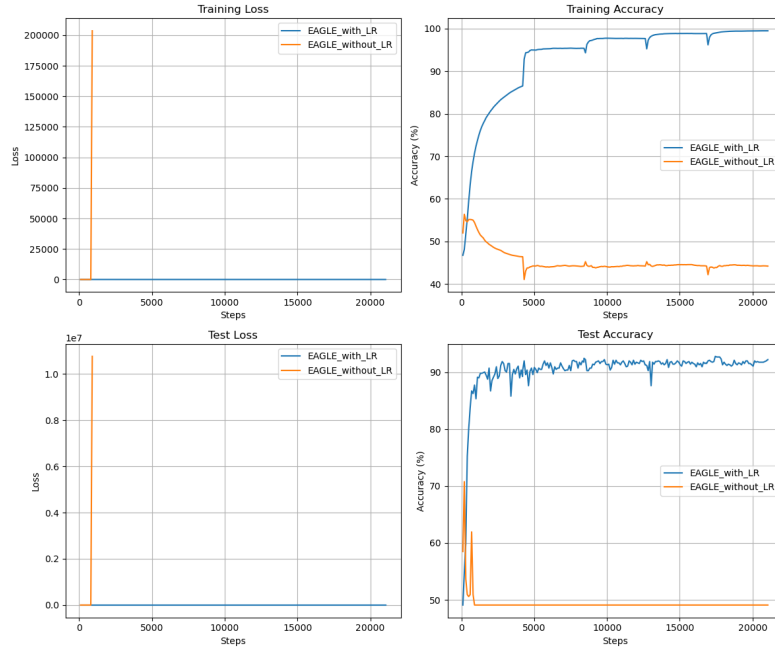 Training Loss
EAGLE_with_LR
EAGLE_without_LR
200000
175000
150000
125000
100000
75000
50000
25000
0
Loss
0 5000 10000 15000 20000
Steps
Training Accuracy
100
90
80
70
60
50
40
Accuracy (%)
EAGLE_with_LR
EAGLE_without_LR
0 5000 10000 15000 20000
Steps
Test Loss
1e7
EAGLE_with_LR
EAGLE_without_LR
1.0
0.8
0.6
0.4
0.2
0.0
Loss
0 5000 10000 15000 20000
Steps
Test Accuracy
90
80
70
60
50
Accuracy (%)
EAGLE_with_LR
EAGLE_without_LR
0 5000 10000 15000 20000
Steps